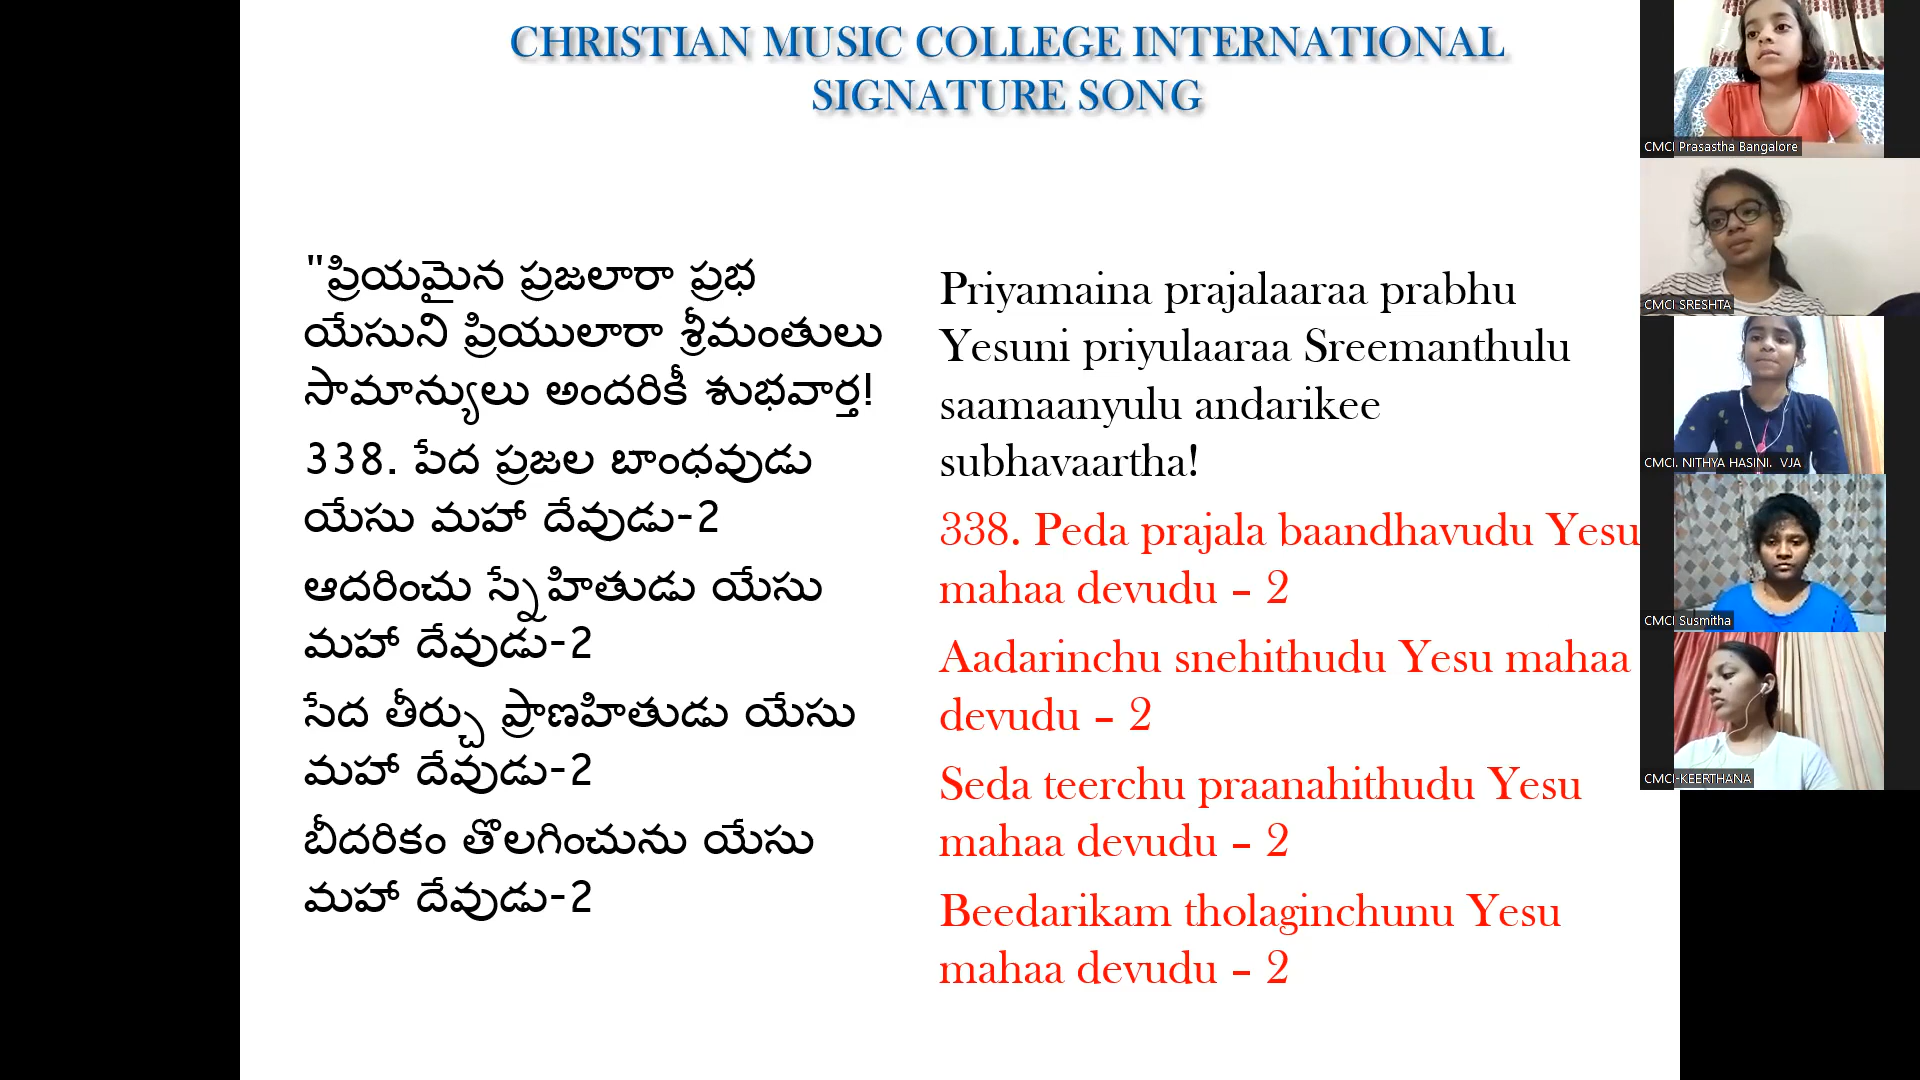 CHRISTIAN MUSIC COLLEGE INTERNATIONAL
SIGNATURE SONG
"ప్రియమైన ప్రజలారా ప్రభ
యేసుని ప్రియులారా శ్రీమంతులు
సామాన్యులు అందరికీ శుభవార్త!
338. పేద ప్రజల బాంధవుడు
యేసు మహా దేవుడు-2
ఆదరించు స్నేహితుడు యేసు
మహా దేవుడు-2
సేద తీర్చు ప్రాణహితుడు యేసు
మహా దేవుడు-2
బీదరికం తొలగించును యేసు
మహా దేవుడు-2
Priyamaina prajalaaraa prabhu
Yesuni priyulaaraa Sreemanthulu
saamaanyulu andarikee
subhavaartha!
338. Peda prajala baandhavudu Yesu
mahaa devudu – 2
Aadarinchu snehithudu Yesu mahaa
devudu – 2
Seda teerchu praanahithudu Yesu
mahaa devudu – 2
Beedarikam tholaginchunu Yesu
mahaa devudu – 2
CMCI Prasastha Bangalore
CMCI SRESHTA
CMCI. NITHYA HASINI. VJA
CMCI Susmitha
CMCI-KEERTHANA